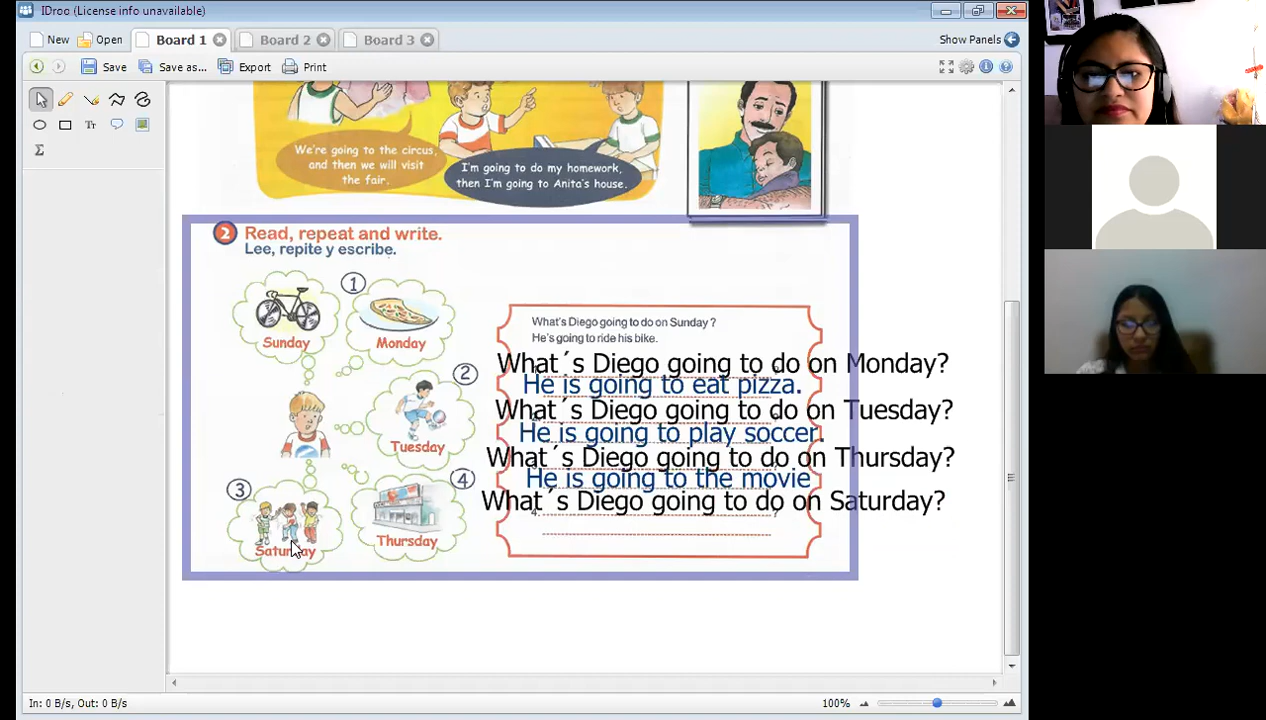 IDroo (License info unavailable)
New Open Board 1 Board 2 Board 3 Show Panels
Save Save as... Export Print
We're going to the circus,
and then we will visit
the fair.
I'm going to do my homework,
then I'm going to Anita's house.
2 Read, repeat and write.
Lee, repite y escribe.
1
Sunday
Monday
2
Tuesday
3
Saturday
4
Thursday
What's Diego going to do on Sunday ?
He's going to ride his bike.
What´s Diego going to do on Monday?
He is going to eat pizza.
What´s Diego going to do on Tuesday?
He is going to play soccer.
What´s Diego going to do on Thursday?
He is going to the movie
What´s Diego going to do on Saturday?
4. ?
In: 0 B/s, Out: 0 B/s
100%